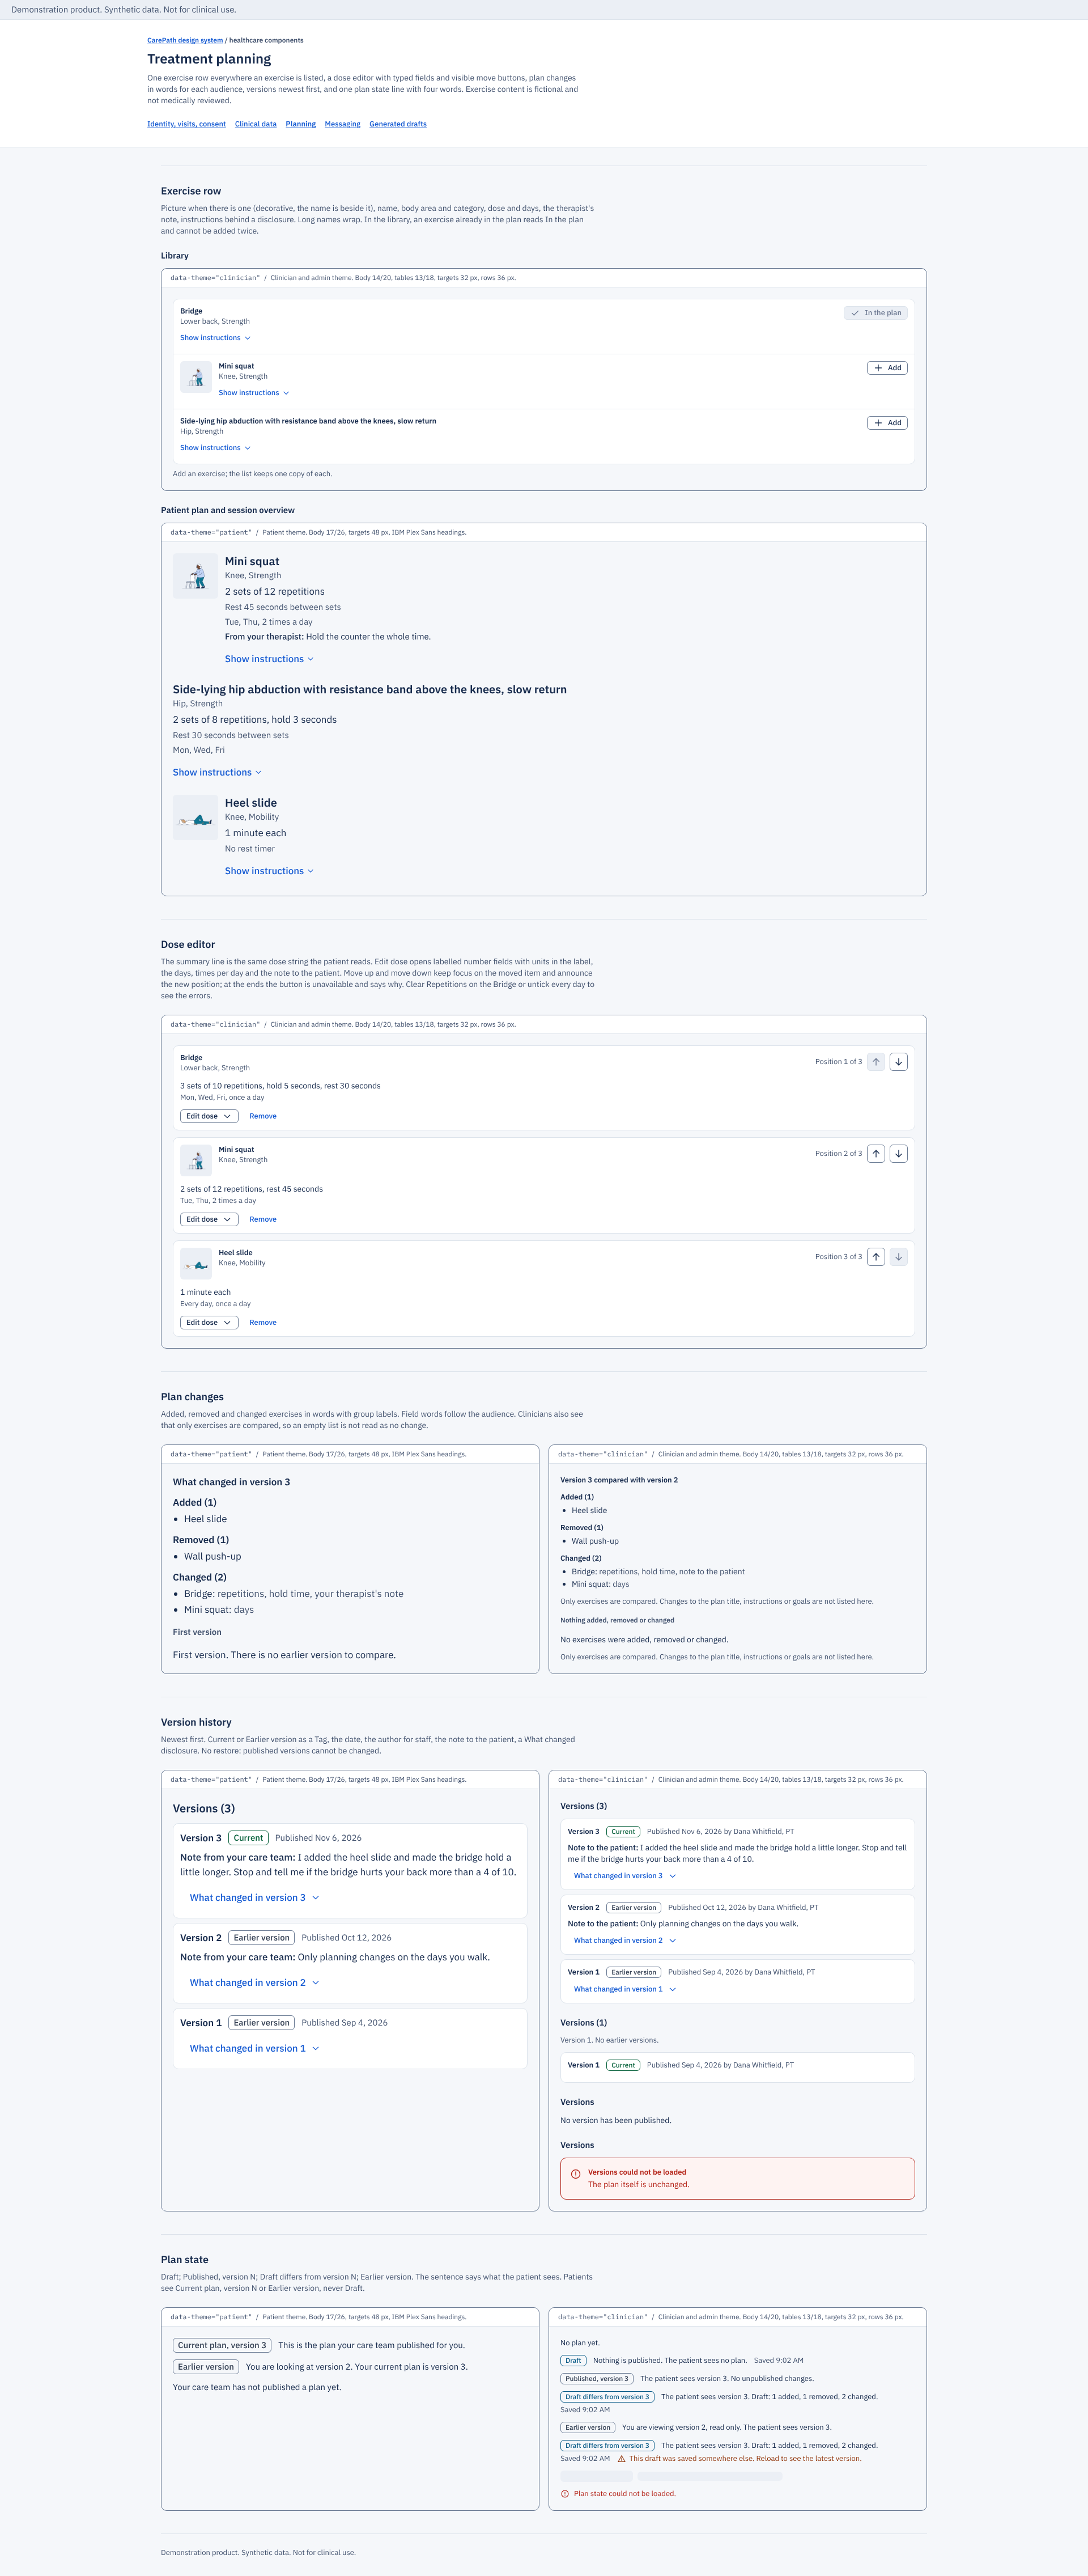 Demonstration product. Synthetic data. Not for clinical use.
CarePath design system / healthcare components
Treatment planning
One exercise row everywhere an exercise is listed, a dose editor with typed fields and visible move buttons, plan changes
in words for each audience, versions newest first, and one plan state line with four words. Exercise content is fictional and
not medically reviewed.
Identity, visits, consent Clinical data Planning Messaging Generated drafts
Exercise row
Picture when there is one (decorative, the name is beside it), name, body area and category, dose and days, the therapist's
note, instructions behind a disclosure. Long names wrap. In the library, an exercise already in the plan reads In the plan
and cannot be added twice.
Library
data-theme="clinician" / Clinician and admin theme. Body 14/20, tables 13/18, targets 32 px, rows 36 px.
Bridge
In the plan
Lower back, Strength
Show instructions
Mini squat
Add
Knee, Strength
Show instructions
Side-lying hip abduction with resistance band above the knees, slow return
Add
Hip, Strength
Show instructions
Add an exercise; the list keeps one copy of each.
Patient plan and session overview
data-theme="patient" / Patient theme. Body 17/26, targets 48 px, IBM Plex Sans headings.
Mini squat
Knee, Strength
2 sets of 12 repetitions
Rest 45 seconds between sets
Tue, Thu, 2 times a day
From your therapist: Hold the counter the whole time.
Show instructions
Side-lying hip abduction with resistance band above the knees, slow return
Hip, Strength
2 sets of 8 repetitions, hold 3 seconds
Rest 30 seconds between sets
Mon, Wed, Fri
Show instructions
Heel slide
Knee, Mobility
1 minute each
No rest timer
Show instructions
Dose editor
The summary line is the same dose string the patient reads. Edit dose opens labelled number fields with units in the label,
the days, times per day and the note to the patient. Move up and move down keep focus on the moved item and announce
the new position; at the ends the button is unavailable and says why. Clear Repetitions on the Bridge or untick every day to
see the errors.
data-theme="clinician" / Clinician and admin theme. Body 14/20, tables 13/18, targets 32 px, rows 36 px.
Bridge
Position 1 of 3
Lower back, Strength
3 sets of 10 repetitions, hold 5 seconds, rest 30 seconds
Mon, Wed, Fri, once a day
Edit dose Remove
Mini squat
Position 2 of 3
Knee, Strength
2 sets of 12 repetitions, rest 45 seconds
Tue, Thu, 2 times a day
Edit dose Remove
Heel slide
Position 3 of 3
Knee, Mobility
1 minute each
Every day, once a day
Edit dose Remove
Plan changes
Added, removed and changed exercises in words with group labels. Field words follow the audience. Clinicians also see
that only exercises are compared, so an empty list is not read as no change.
data-theme="patient" / Patient theme. Body 17/26, targets 48 px, IBM Plex Sans headings.
What changed in version 3
Added (1)
• Heel slide
Removed (1)
• Wall push-up
Changed (2)
• Bridge: repetitions, hold time, your therapist's note
• Mini squat: days
First version
First version. There is no earlier version to compare.
data-theme="clinician" / Clinician and admin theme. Body 14/20, tables 13/18, targets 32 px, rows 36 px.
Version 3 compared with version 2
Added (1)
• Heel slide
Removed (1)
• Wall push-up
Changed (2)
• Bridge: repetitions, hold time, note to the patient
• Mini squat: days
Only exercises are compared. Changes to the plan title, instructions or goals are not listed here.
Nothing added, removed or changed
No exercises were added, removed or changed.
Only exercises are compared. Changes to the plan title, instructions or goals are not listed here.
Version history
Newest first. Current or Earlier version as a Tag, the date, the author for staff, the note to the patient, a What changed
disclosure. No restore: published versions cannot be changed.
data-theme="patient" / Patient theme. Body 17/26, targets 48 px, IBM Plex Sans headings.
Versions (3)
Version 3 Current Published Nov 6, 2026
Note from your care team: I added the heel slide and made the bridge hold a
little longer. Stop and tell me if the bridge hurts your back more than a 4 of 10.
What changed in version 3
Version 2 Earlier version Published Oct 12, 2026
Note from your care team: Only planning changes on the days you walk.
What changed in version 2
Version 1 Earlier version Published Sep 4, 2026
What changed in version 1
data-theme="clinician" / Clinician and admin theme. Body 14/20, tables 13/18, targets 32 px, rows 36 px.
Versions (3)
Version 3 Current Published Nov 6, 2026 by Dana Whitfield, PT
Note to the patient: I added the heel slide and made the bridge hold a little longer. Stop and tell
me if the bridge hurts your back more than a 4 of 10.
What changed in version 3
Version 2 Earlier version Published Oct 12, 2026 by Dana Whitfield, PT
Note to the patient: Only planning changes on the days you walk.
What changed in version 2
Version 1 Earlier version Published Sep 4, 2026 by Dana Whitfield, PT
What changed in version 1
Versions (1)
Version 1. No earlier versions.
Version 1 Current Published Sep 4, 2026 by Dana Whitfield, PT
Versions
No version has been published.
Versions
Versions could not be loaded
The plan itself is unchanged.
Plan state
Draft; Published, version N; Draft differs from version N; Earlier version. The sentence says what the patient sees. Patients
see Current plan, version N or Earlier version, never Draft.
data-theme="patient" / Patient theme. Body 17/26, targets 48 px, IBM Plex Sans headings.
Current plan, version 3 This is the plan your care team published for you.
Earlier version You are looking at version 2. Your current plan is version 3.
Your care team has not published a plan yet.
data-theme="clinician" / Clinician and admin theme. Body 14/20, tables 13/18, targets 32 px, rows 36 px.
No plan yet.
Draft Nothing is published. The patient sees no plan. Saved 9:02 AM
Published, version 3 The patient sees version 3. No unpublished changes.
Draft differs from version 3 The patient sees version 3. Draft: 1 added, 1 removed, 2 changed.
Saved 9:02 AM
Earlier version You are viewing version 2, read only. The patient sees version 3.
Draft differs from version 3 The patient sees version 3. Draft: 1 added, 1 removed, 2 changed.
Saved 9:02 AM This draft was saved somewhere else. Reload to see the latest version.
Plan state could not be loaded.
Demonstration product. Synthetic data. Not for clinical use.